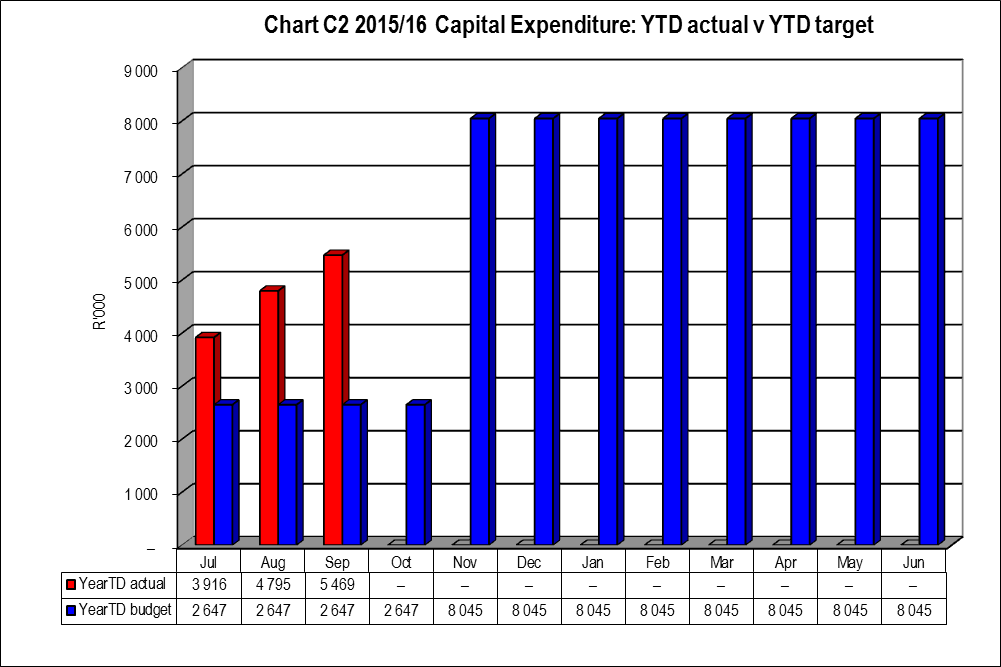 Chart C2 2015/16 Capital Expenditure: YTD actual v YTD target
9 000
8 000
7 000
6 000
5 000
4 000
3 000
2 000
1 000
–
R'000
Jul Aug Sep Oct Nov Dec Jan Feb Mar Apr May Jun
YearTD actual 3 916 4 795 5 469 – – – – – – – – –
YearTD budget 2 647 2 647 2 647 2 647 8 045 8 045 8 045 8 045 8 045 8 045 8 045 8 045